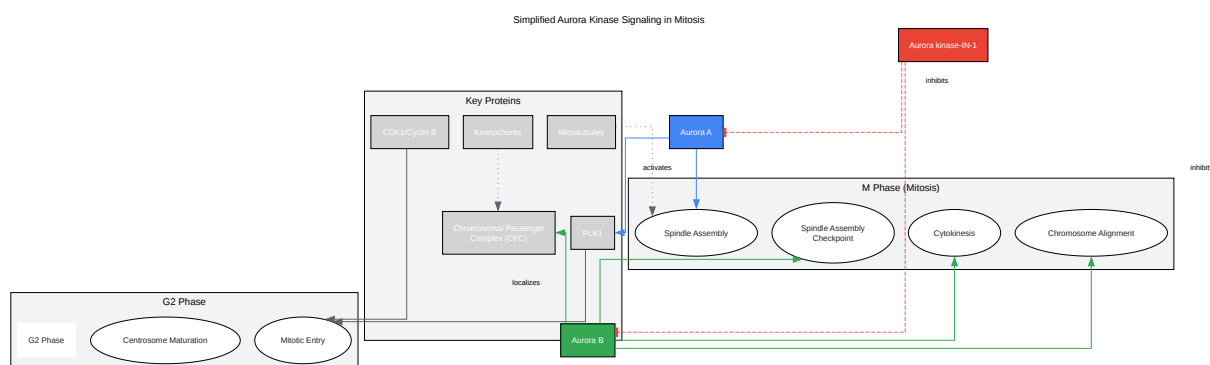 Simplified Aurora Kinase Signaling in Mitosis
Aurora kinase-IN-1
inhibits
Key Proteins
CDK1/Cyclin B
Kinetochores
Microtubules
Aurora A
activates
inhibit
M Phase (Mitosis)
Spindle Assembly
Spindle Assembly
Checkpoint
Cytokinesis
Chromosome Alignment
Chromosomal Passenger
Complex (CPC)
PLK1
localizes
G2 Phase
G2 Phase
Centrosome Maturation
Mitotic Entry
Aurora B